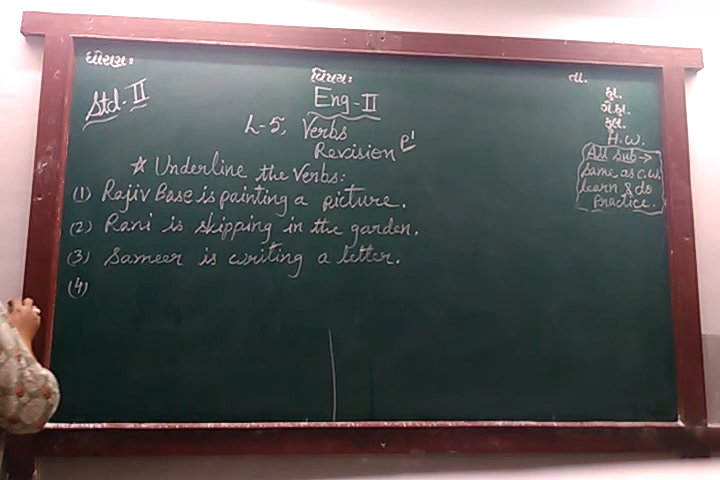 ધોરણ:
Std. II
વિષય:
Eng-II
L-5, Verbs
Revision
☆ Underline the Verbs:
(1) Rajiv Base is painting a picture.
(2) Rani is skipping in the garden.
(3) Sameer is writing a letter.
(4)
તા.
હા.
ગે.હા.
કુલ.
H.W.
All sub →
Same as C.W.
learn & do
Practice.